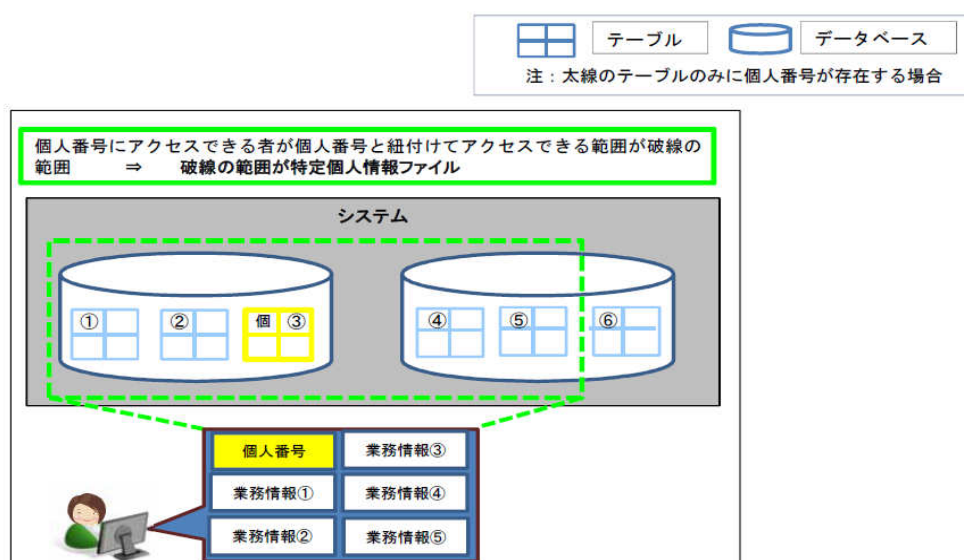 テーブル
データベース
注：太線のテーブルのみに個人番号が存在する場合
個人番号にアクセスできる者が個人番号と紐付けてアクセスできる範囲が破線の
範囲 ⇒ 破線の範囲が特定個人情報ファイル
システム
① ② 個 ③ ④ ⑤ ⑥
個人番号 業務情報③
業務情報① 業務情報④
業務情報② 業務情報⑤